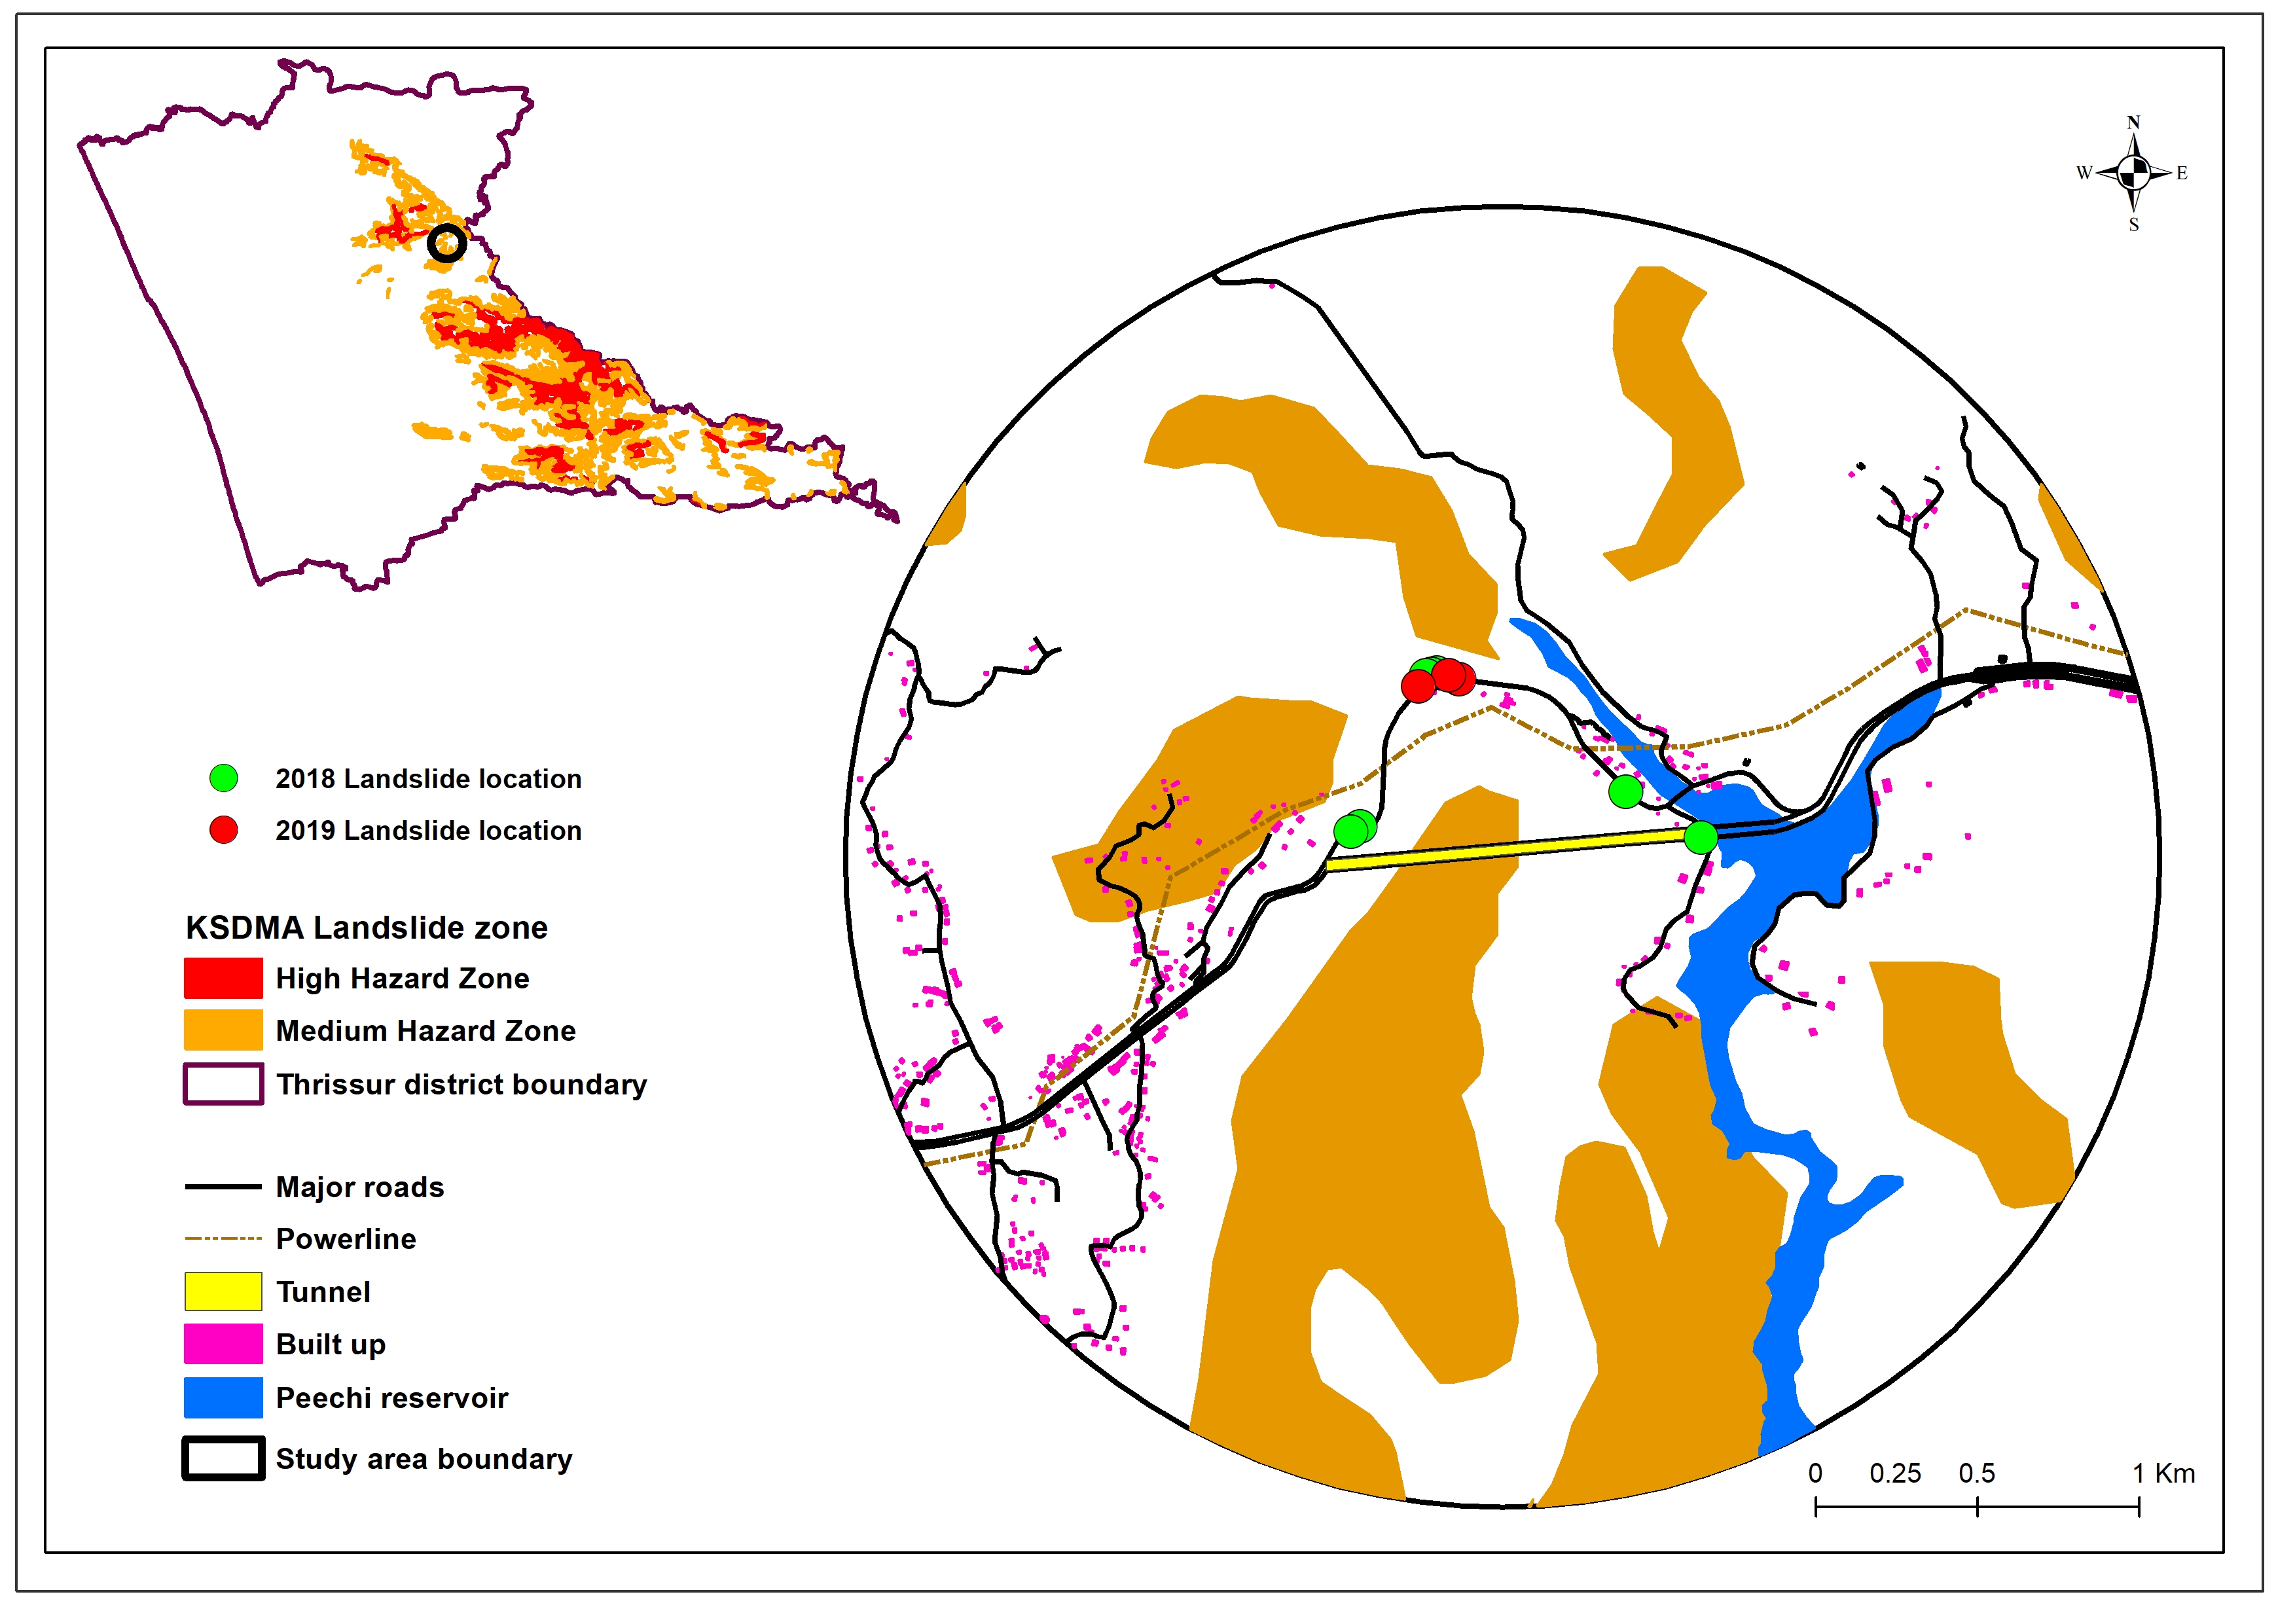 N
W E
S
2018 Landslide location
2019 Landslide location
KSDMA Landslide zone
High Hazard Zone
Medium Hazard Zone
Thrissur district boundary
Major roads
Powerline
Tunnel
Built up
Peechi reservoir
Study area boundary
0 0.25 0.5 1 Km